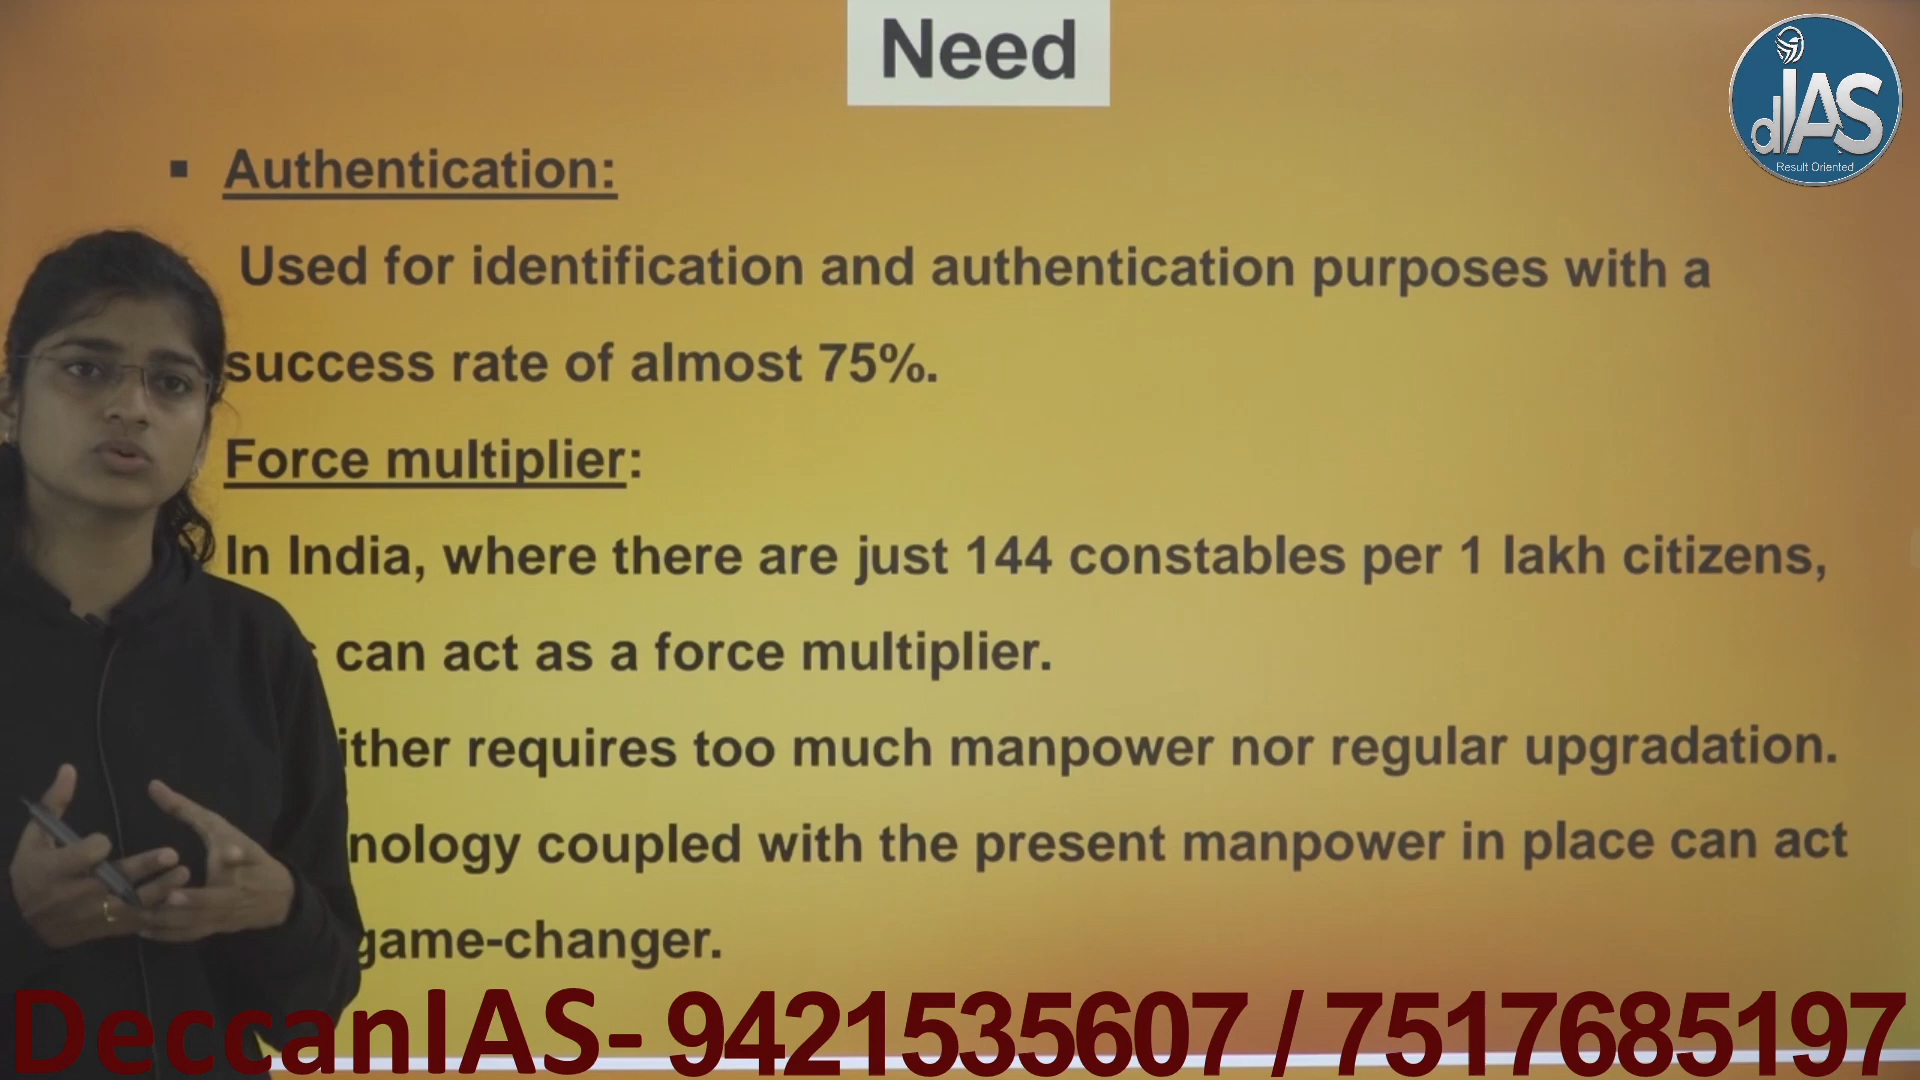 Need
dIAS
Result Oriented
▪ Authentication:
Used for identification and authentication purposes with a
success rate of almost 75%.
Force multiplier:
In India, where there are just 144 constables per 1 lakh citizens,
can act as a force multiplier.
requires too much manpower nor regular upgradation.
coupled with the present manpower in place can act
game-changer.
DeccanIAS- 9421535607 / 7517685197